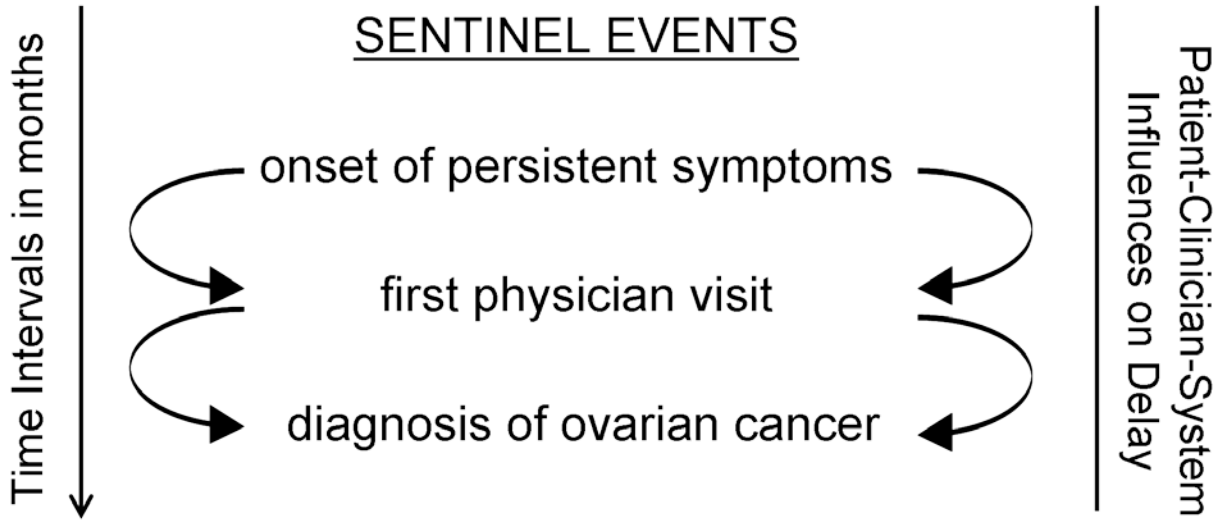 Time Intervals in months
SENTINEL EVENTS
onset of persistent symptoms
first physician visit
diagnosis of ovarian cancer
Patient-Clinician-System
Influences on Delay